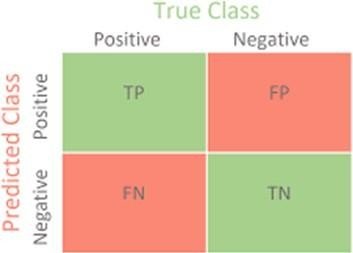 True Class
Positive Negative
Predicted Class
Positive
TP FP
Negative
FN TN